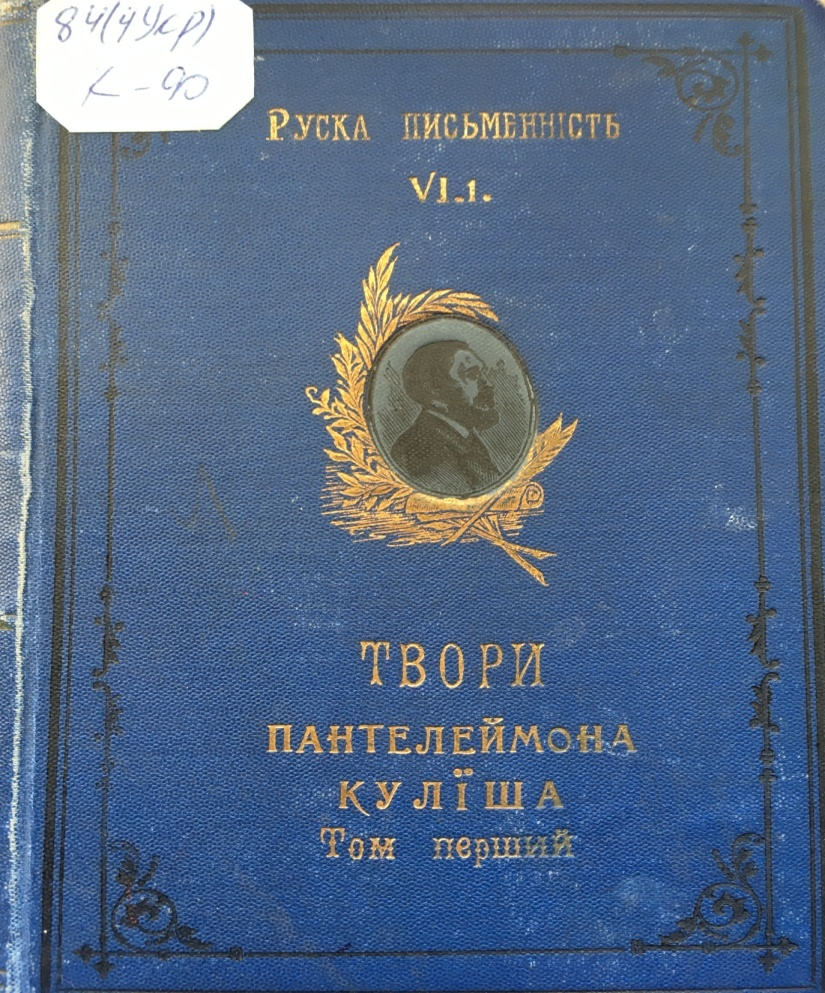 84(4Укр)
К-90
Руска письменність
VI.1.
ТВОРИ
ПАНТЕЛЕЙМОНА
КУЛЇША
Том перший